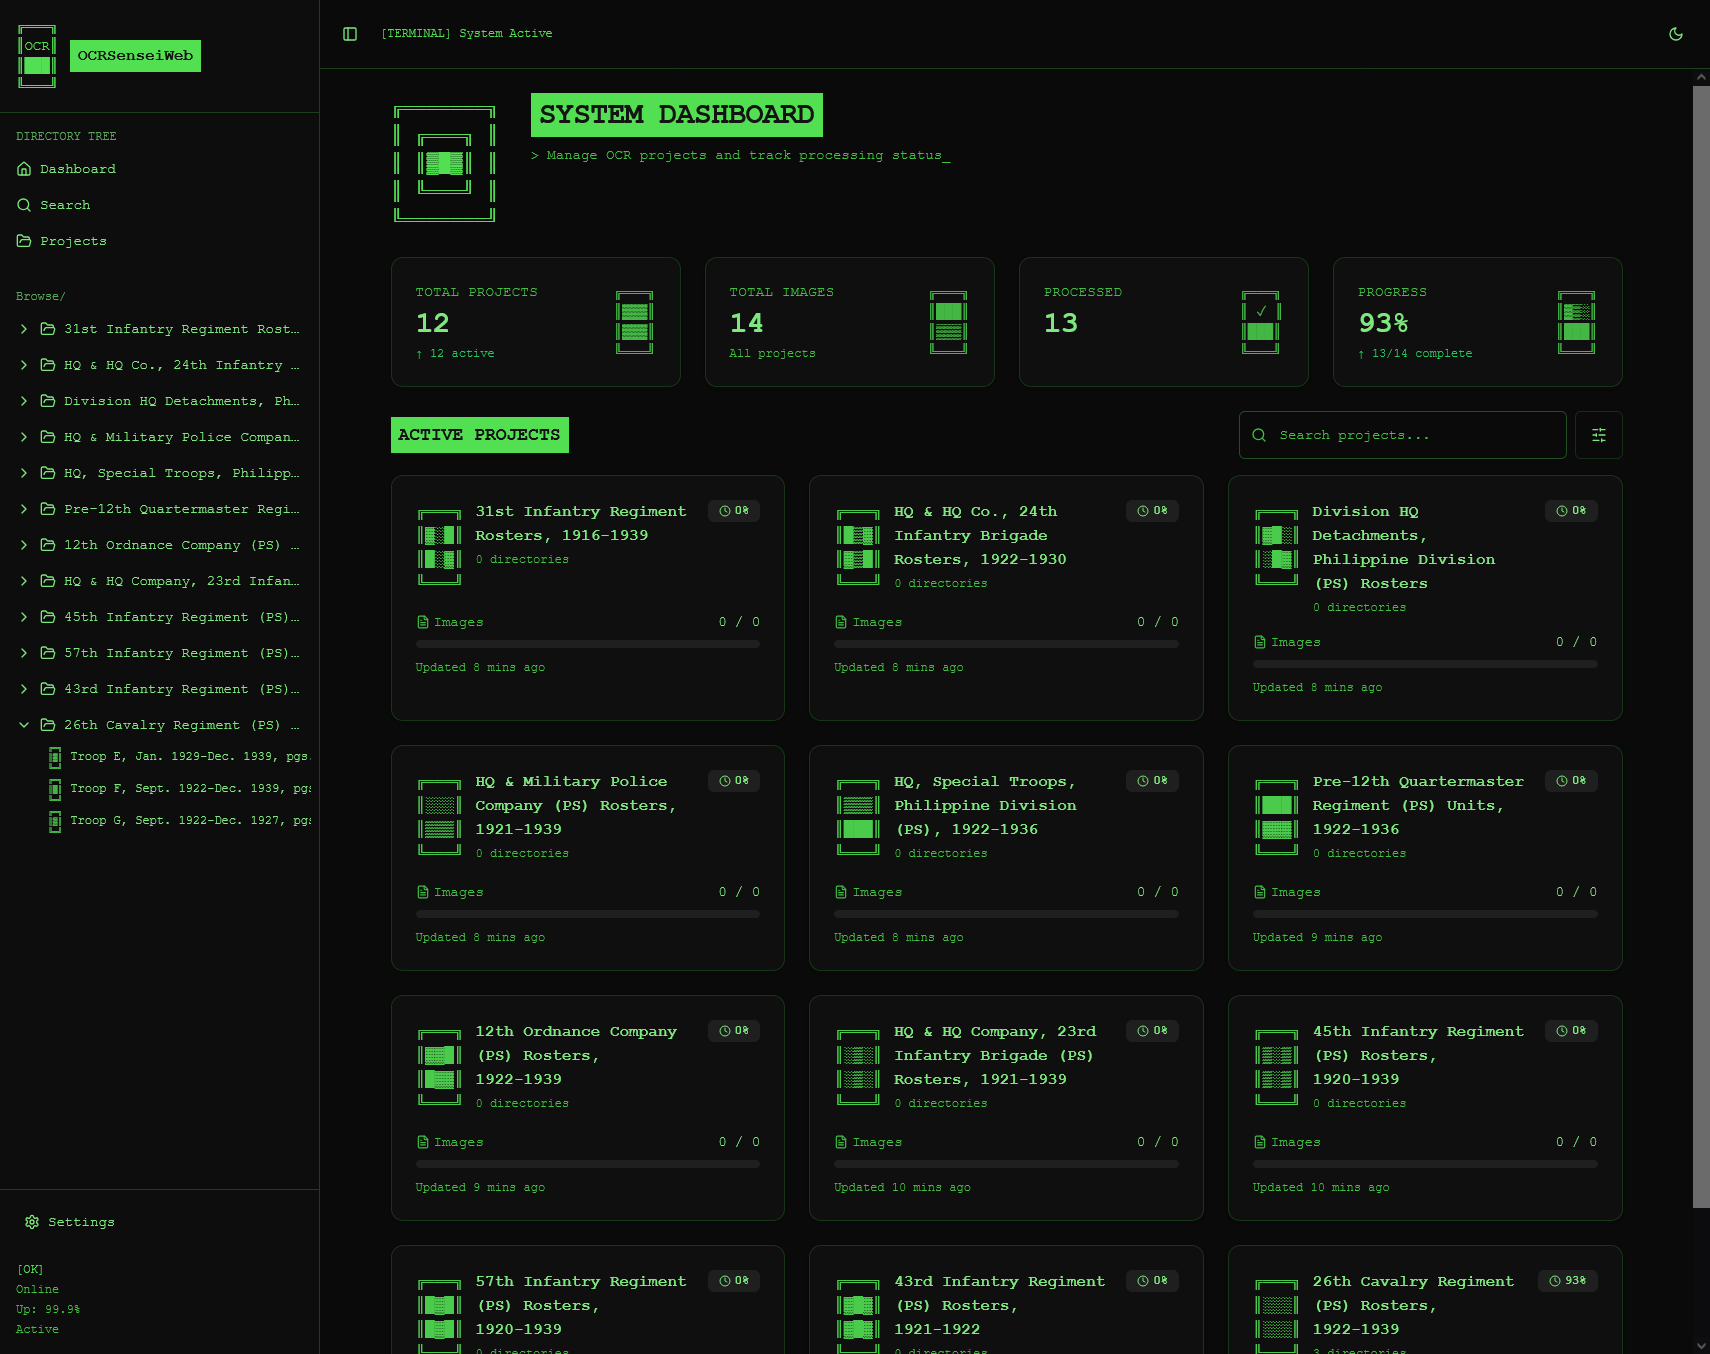 OCR
OCRSenseiWeb
DIRECTORY TREE
Dashboard
Search
Projects
Browse/
31st Infantry Regiment Rost…
HQ & HQ Co., 24th Infantry …
Division HQ Detachments, Ph…
HQ & Military Police Compan…
HQ, Special Troops, Philipp…
Pre-12th Quartermaster Regi…
12th Ordnance Company (PS) …
HQ & HQ Company, 23rd Infan…
45th Infantry Regiment (PS)…
57th Infantry Regiment (PS)…
43rd Infantry Regiment (PS)…
26th Cavalry Regiment (PS) …
Troop E, Jan. 1929-Dec. 1939, pgs.
Troop F, Sept. 1922-Dec. 1939, pgs
Troop G, Sept. 1922-Dec. 1927, pgs
Settings
[OK]
Online
Up: 99.9%
Active
[TERMINAL] System Active
SYSTEM DASHBOARD
> Manage OCR projects and track processing status_
TOTAL PROJECTS
12
↑ 12 active
TOTAL IMAGES
14
All projects
PROCESSED
13
✓
PROGRESS
93%
↑ 13/14 complete
ACTIVE PROJECTS
Search projects...
31st Infantry Regiment
Rosters, 1916-1939
0%
0 directories
Images 0 / 0
Updated 8 mins ago
HQ & HQ Co., 24th
Infantry Brigade
Rosters, 1922-1930
0%
0 directories
Images 0 / 0
Updated 8 mins ago
Division HQ
Detachments,
Philippine Division
(PS) Rosters
0%
0 directories
Images 0 / 0
Updated 8 mins ago
HQ & Military Police
Company (PS) Rosters,
1921-1939
0%
0 directories
Images 0 / 0
Updated 8 mins ago
HQ, Special Troops,
Philippine Division
(PS), 1922-1936
0%
0 directories
Images 0 / 0
Updated 8 mins ago
Pre-12th Quartermaster
Regiment (PS) Units,
1922-1936
0%
0 directories
Images 0 / 0
Updated 9 mins ago
12th Ordnance Company
(PS) Rosters,
1922-1939
0%
0 directories
Images 0 / 0
Updated 9 mins ago
HQ & HQ Company, 23rd
Infantry Brigade (PS)
Rosters, 1921-1939
0%
0 directories
Images 0 / 0
Updated 10 mins ago
45th Infantry Regiment
(PS) Rosters,
1920-1939
0%
0 directories
Images 0 / 0
Updated 10 mins ago
57th Infantry Regiment
(PS) Rosters,
1920-1939
0%
0 directories
43rd Infantry Regiment
(PS) Rosters,
1921-1922
0%
0 directories
26th Cavalry Regiment
(PS) Rosters,
1922-1939
93%
3 directories